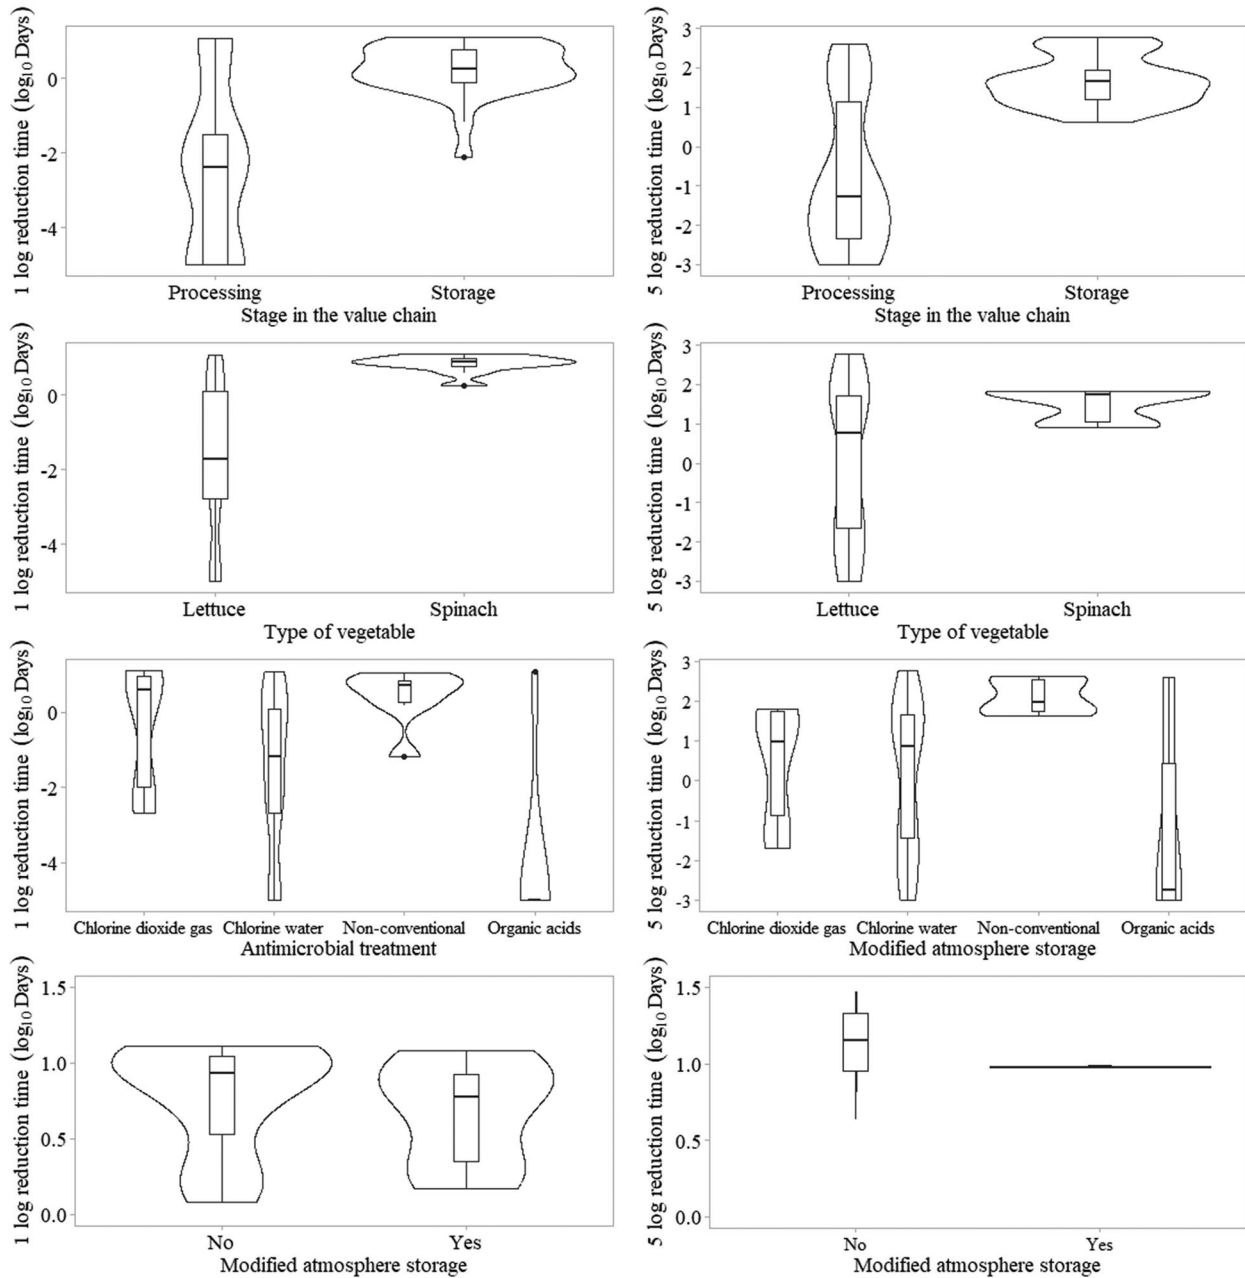 1 log reduction time (log10 Days)
0
-2
-4
Processing Storage
Stage in the value chain
5 log reduction time (log10 Days)
3
2
1
0
-1
-2
-3
Processing Storage
Stage in the value chain
1 log reduction time (log10 Days)
0
-2
-4
Lettuce Spinach
Type of vegetable
5 log reduction time (log10 Days)
3
2
1
0
-1
-2
-3
Lettuce Spinach
Type of vegetable
1 log reduction time (log10 Days)
0
-2
-4
Chlorine dioxide gas Chlorine water Non-conventional Organic acids
Antimicrobial treatment
5 log reduction time (log10 Days)
3
2
1
0
-1
-2
-3
Chlorine dioxide gas Chlorine water Non-conventional Organic acids
Modified atmosphere storage
1 log reduction time (log10 Days)
1.5
1.0
0.5
0.0
No Yes
Modified atmosphere storage
5 log reduction time (log10 Days)
1.5
1.0
0.5
0.0
No Yes
Modified atmosphere storage